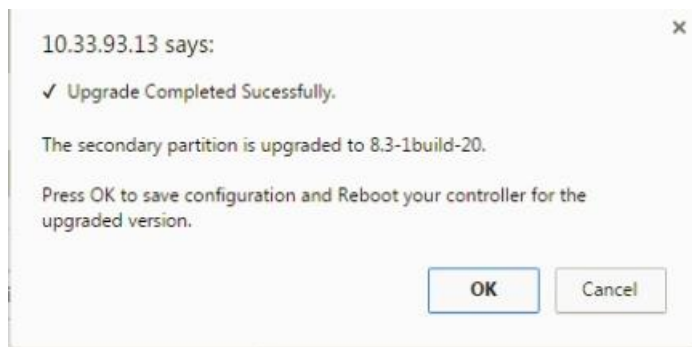 10.33.93.13 says:
✓ Upgrade Completed Sucessfully.
The secondary partition is upgraded to 8.3-1build-20.
Press OK to save configuration and Reboot your controller for the
upgraded version.
OK
Cancel